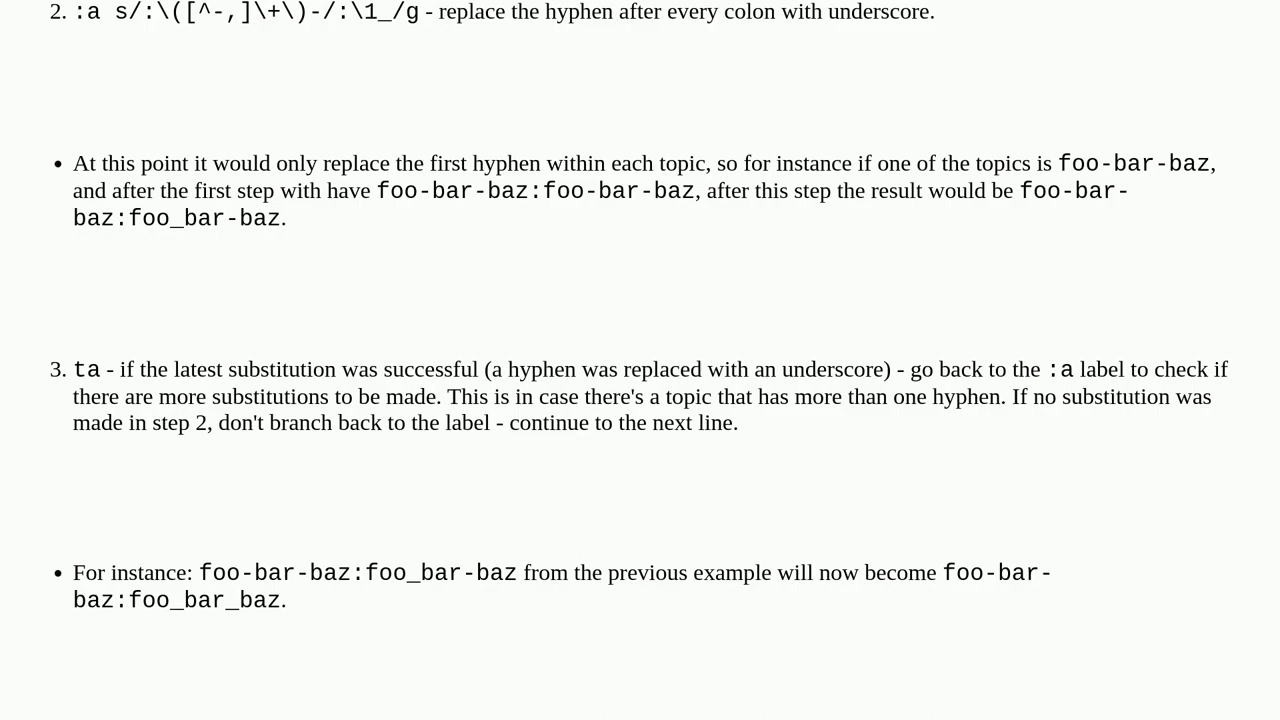 2. :a s/:\([^-,]\+\)-/:\1_/g - replace the hyphen after every colon with underscore.
• At this point it would only replace the first hyphen within each topic, so for instance if one of the topics is foo-bar-baz,
and after the first step with have foo-bar-baz:foo-bar-baz, after this step the result would be foo-bar-
baz:foo_bar-baz.
3. ta - if the latest substitution was successful (a hyphen was replaced with an underscore) - go back to the :a label to check if
there are more substitutions to be made. This is in case there's a topic that has more than one hyphen. If no substitution was
made in step 2, don't branch back to the label - continue to the next line.
• For instance: foo-bar-baz:foo_bar-baz from the previous example will now become foo-bar-
baz:foo_bar_baz.